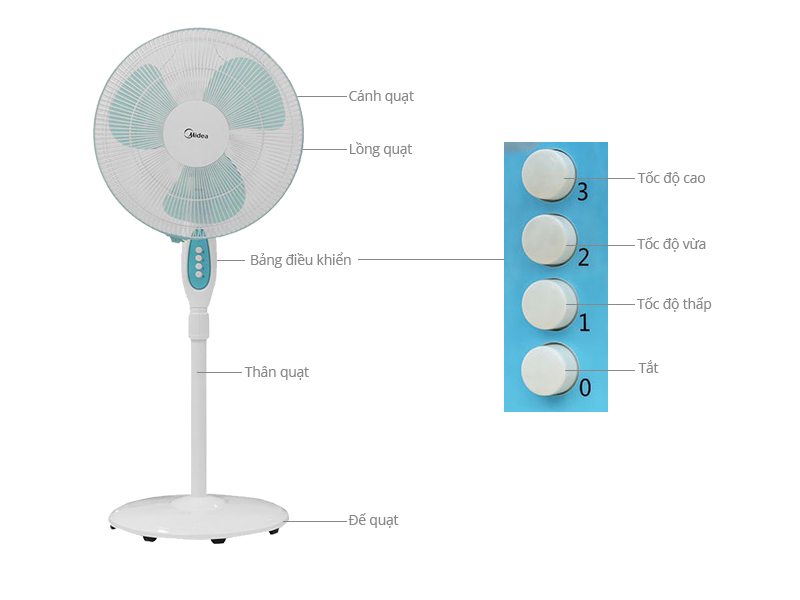 Cánh quạt
Midea
Lồng quạt
Bảng điều khiển
Thân quạt
Đế quạt
3
Tốc độ cao
2
Tốc độ vừa
1
Tốc độ thấp
0
Tắt